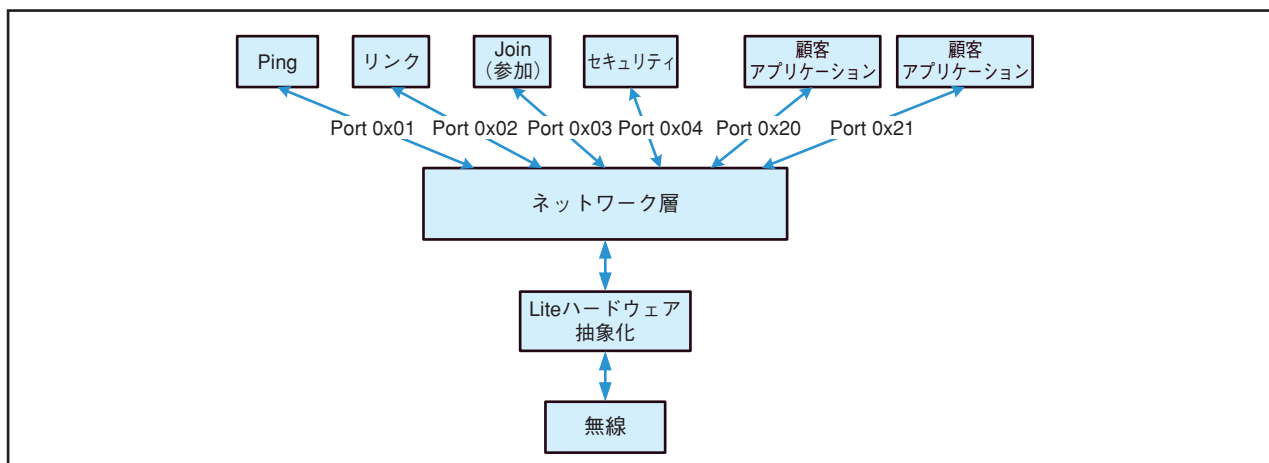 Ping
リンク
Join
（参加）
セキュリティ
顧客
アプリケーション
顧客
アプリケーション
Port 0x01
Port 0x02
Port 0x03
Port 0x04
Port 0x20
Port 0x21
ネットワーク層
Liteハードウェア
抽象化
無線